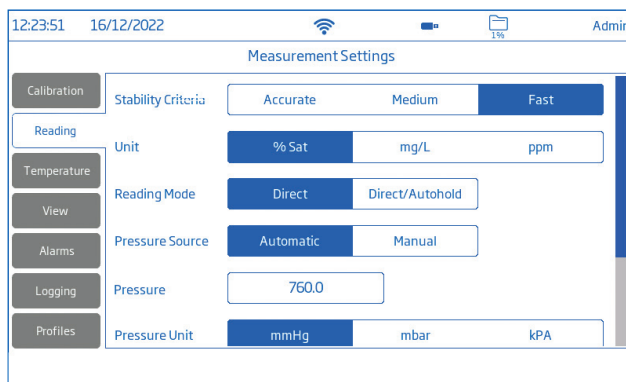 12:23:51 16/12/2022 1% Admin
Measurement Settings
Calibration
Stability Criteria Accurate Medium Fast
Reading
Unit % Sat mg/L ppm
Temperature
Reading Mode Direct Direct/Autohold
View
Pressure Source Automatic Manual
Alarms
Logging
Pressure 760.0
Profiles
Pressure Unit mmHg mbar kPA